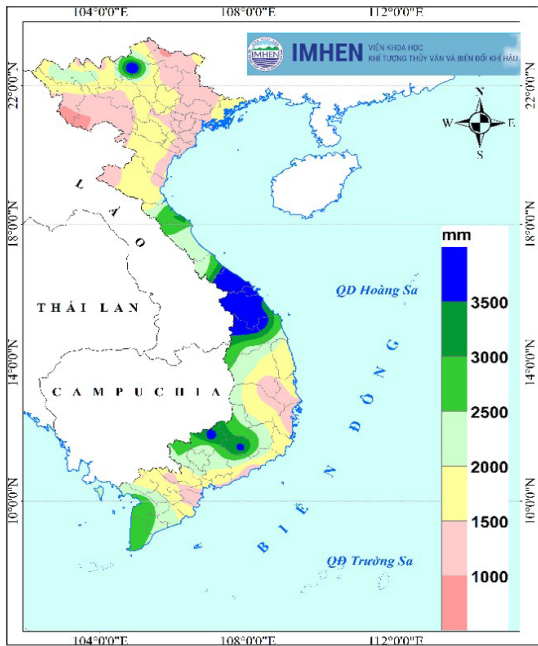 104°0'0"E 108°0'0"E 112°0'0"E
IMHEN
IMHEN
VIỆN KHOA HỌC
KHÍ TƯỢNG THỦY VĂN VÀ BIẾN ĐỔI KHÍ HẬU
22°0'0"N 22°0'0"N
N
W E
S
LÀO
18°0'0"N 18°0'0"N
mm
QĐ Hoàng Sa
3500
THÁI LAN
3000
14°0'0"N 14°0'0"N
CAMPUCHIA
2500
BIỂN ĐÔNG
2000
10°0'0"N 10°0'0"N
1500
QĐ Trường Sa
1000
104°0'0"E 108°0'0"E 112°0'0"E